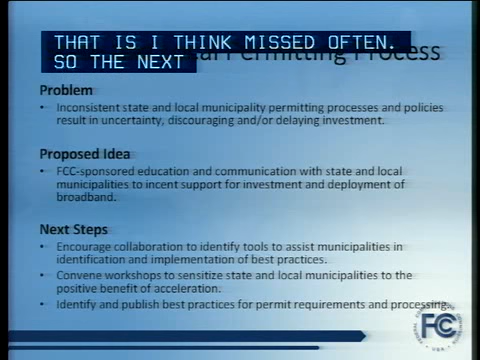 THAT IS I THINK MISSED OFTEN.
SO THE NEXT
Permitting Process
Problem
• Inconsistent state and local municipality permitting processes and policies
result in uncertainty, discouraging and/or delaying investment.
Proposed Idea
• FCC-sponsored education and communication with state and local
municipalities to incent support for investment and deployment of
broadband.
Next Steps
• Encourage collaboration to identify tools to assist municipalities in
identification and implementation of best practices.
• Convene workshops to sensitize state and local municipalities to the
positive benefit of acceleration.
• Identify and publish best practices for permit requirements and processing.
FCC